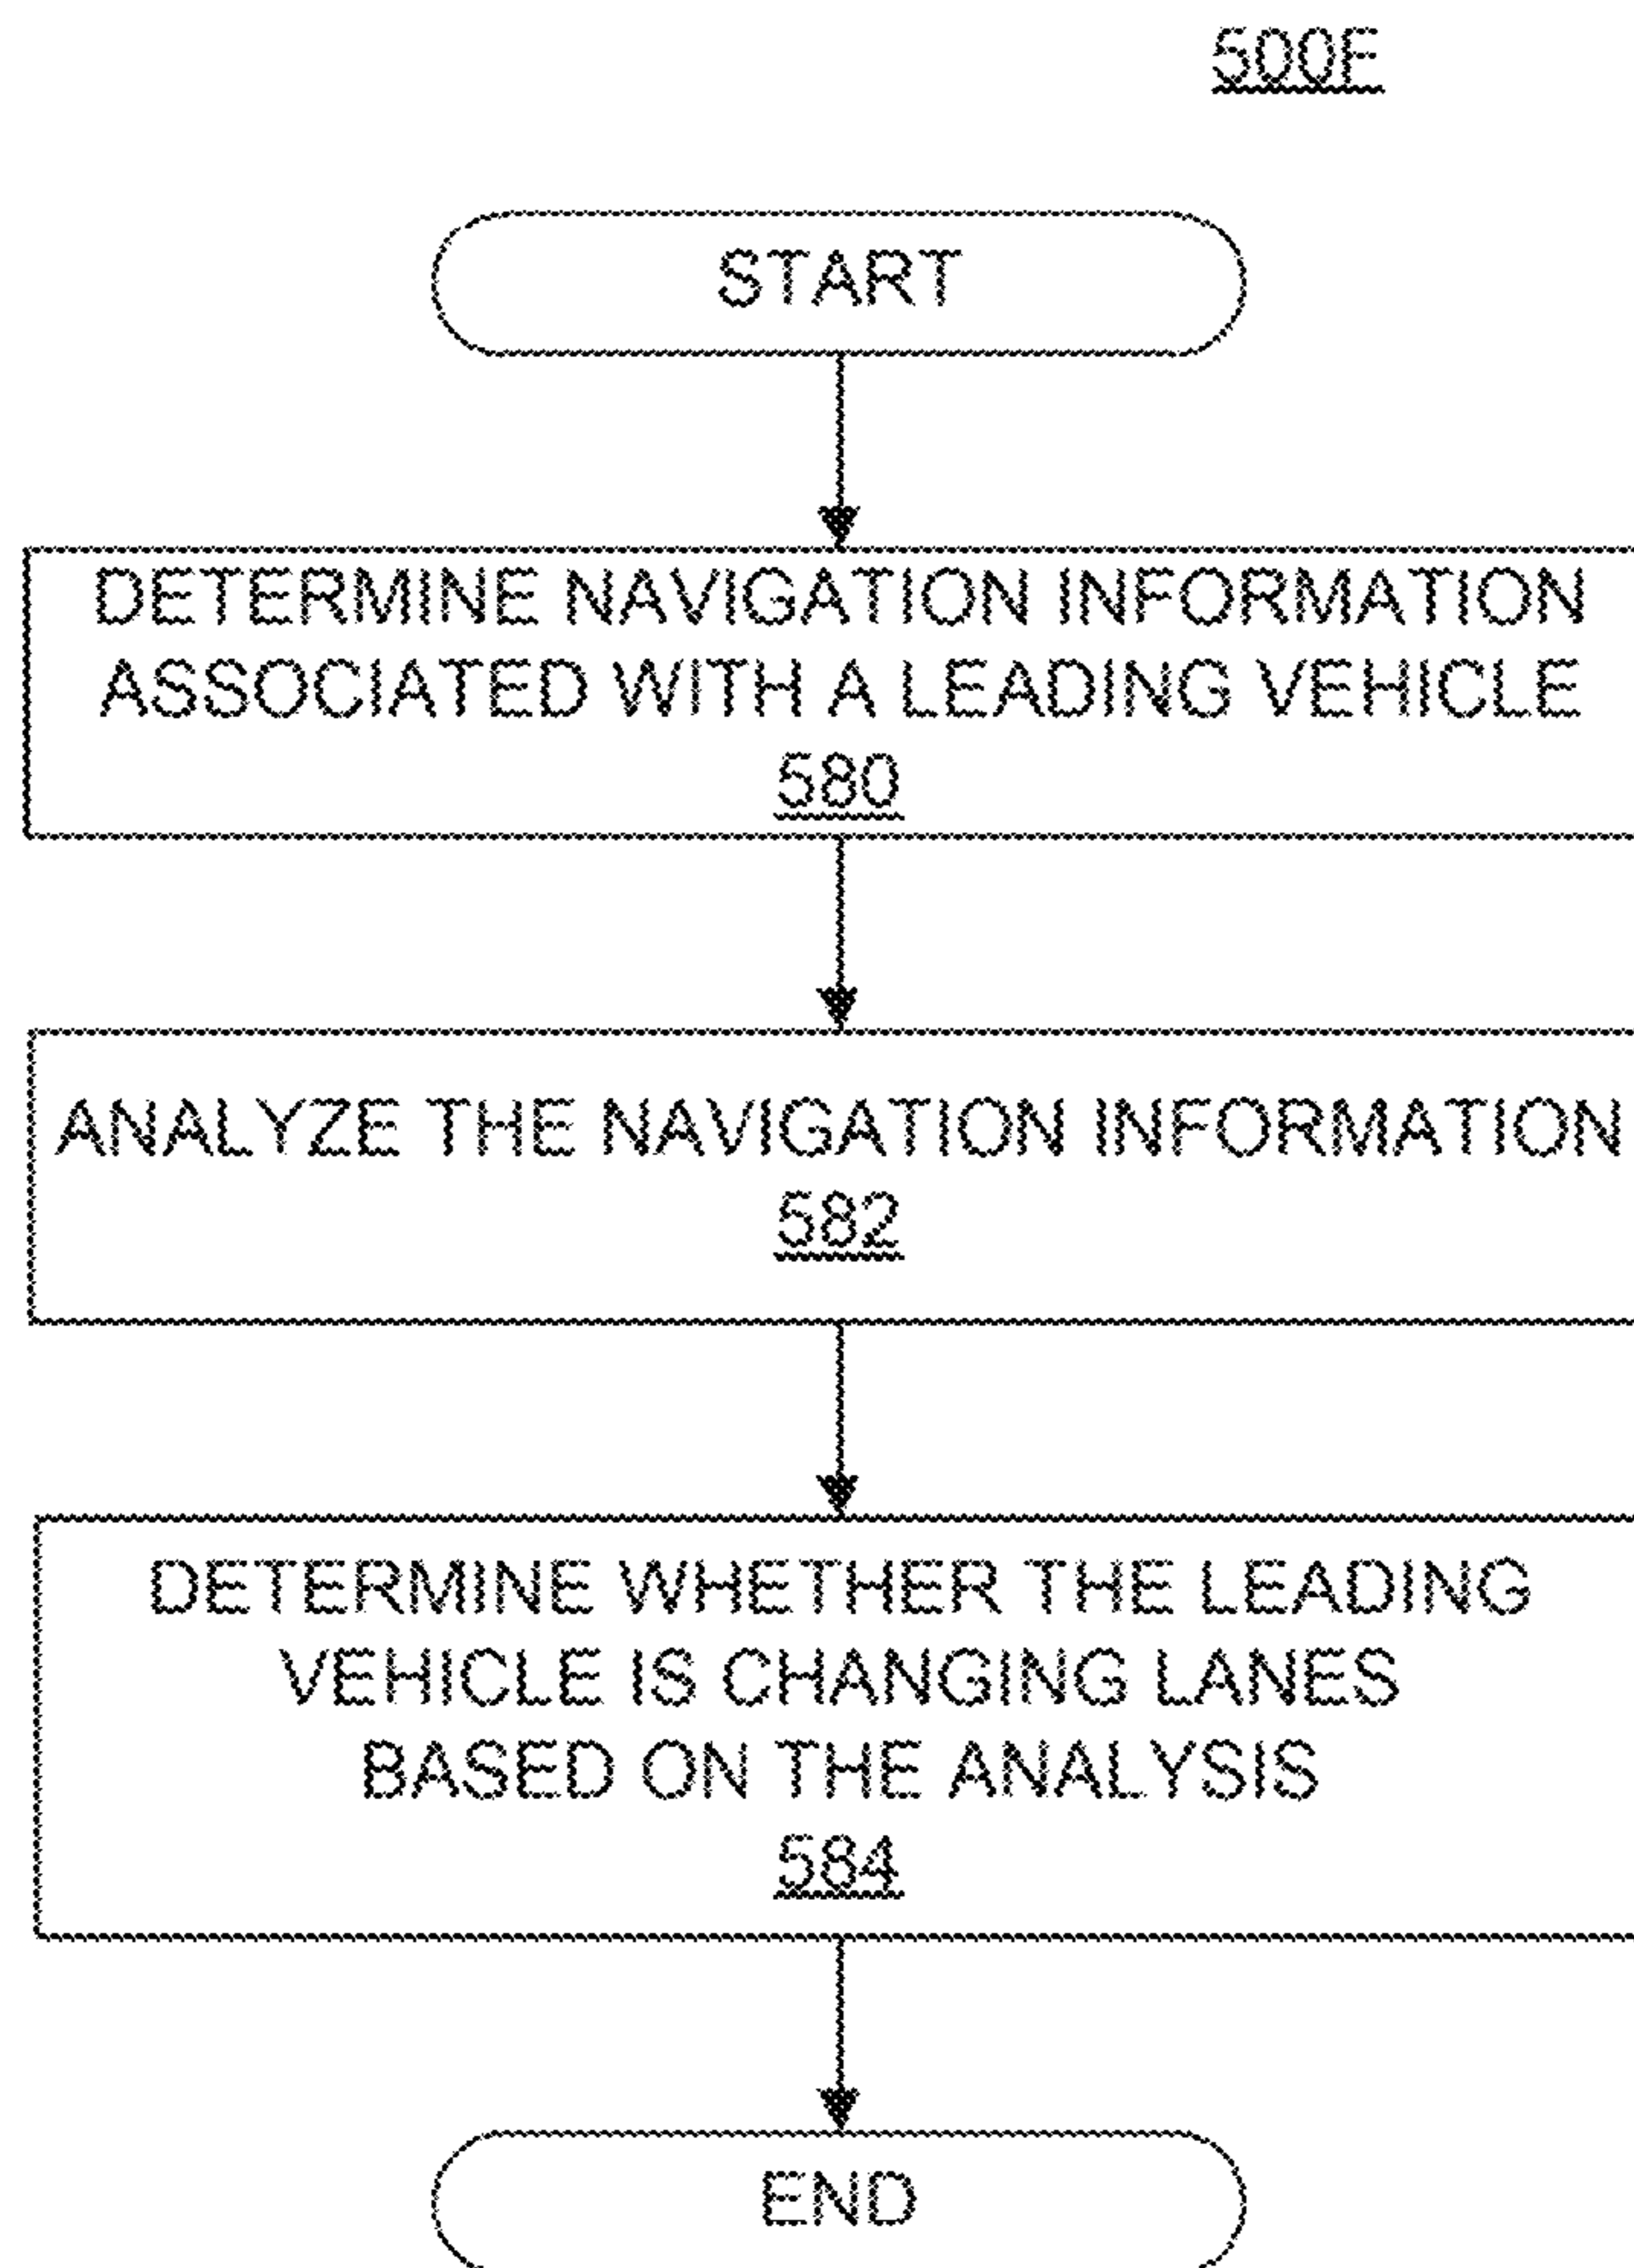 500E
START
DETERMINE NAVIGATION INFORMATION
ASSOCIATED WITH A LEADING VEHICLE
580
ANALYZE THE NAVIGATION INFORMATION
582
DETERMINE WHETHER THE LEADING
VEHICLE IS CHANGING LANES
BASED ON THE ANALYSIS
584
END